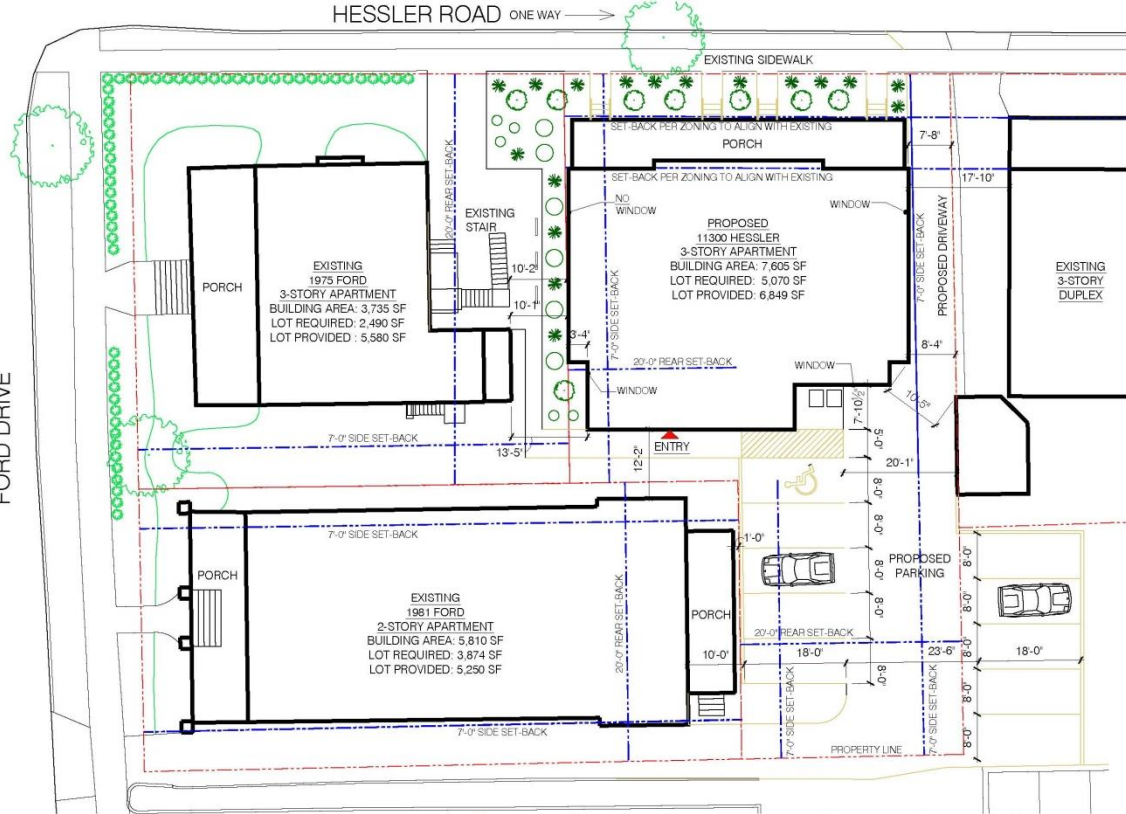 HESSLER ROAD ONE WAY
EXISTING SIDEWALK
SET-BACK PER ZONING TO ALIGN WITH EXISTING
PORCH
7'-8"
SET-BACK PER ZONING TO ALIGN WITH EXISTING
17'-10"
20'-0" REAR SET-BACK
EXISTING
STAIR
NO
WINDOW
WINDOW
PROPOSED
11300 HESSLER
3-STORY APARTMENT
BUILDING AREA: 7,605 SF
LOT REQUIRED: 5,070 SF
LOT PROVIDED: 6,849 SF
7'-0" SIDE SET-BACK
PROPOSED DRIVEWAY
EXISTING
3-STORY
DUPLEX
PORCH
EXISTING
1975 FORD
3-STORY APARTMENT
BUILDING AREA: 3,735 SF
LOT REQUIRED: 2,490 SF
LOT PROVIDED : 5,580 SF
10'-2"
10'-1"
7'-0" SIDE SET-BACK
3'-4"
8'-4"
20'-0" REAR SET-BACK
WINDOW
WINDOW
10'-5"
7'-10½"
FORD DRIVE
7'-0" SIDE SET-BACK
13'-5"
12'-2"
ENTRY
5'-0"
20'-1"
8'-0"
8'-0"
8'-0"
8'-0"
8'-0"
7'-0" SIDE SET-BACK
1'-0"
PORCH
EXISTING
1981 FORD
2-STORY APARTMENT
BUILDING AREA: 5,810 SF
LOT REQUIRED: 3,874 SF
LOT PROVIDED: 5,250 SF
20'-0" REAR SET-BACK
PORCH
PROPOSED
PARKING
20'-0" REAR SET-BACK
10'-0"
18'-0"
23'-6"
18'-0"
8'-0"
8'-0"
8'-0"
8'-0"
8'-0"
7'-0" SIDE SET-BACK
7'-0" SIDE SET-BACK
7'-0" SIDE SET-BACK
PROPERTY LINE